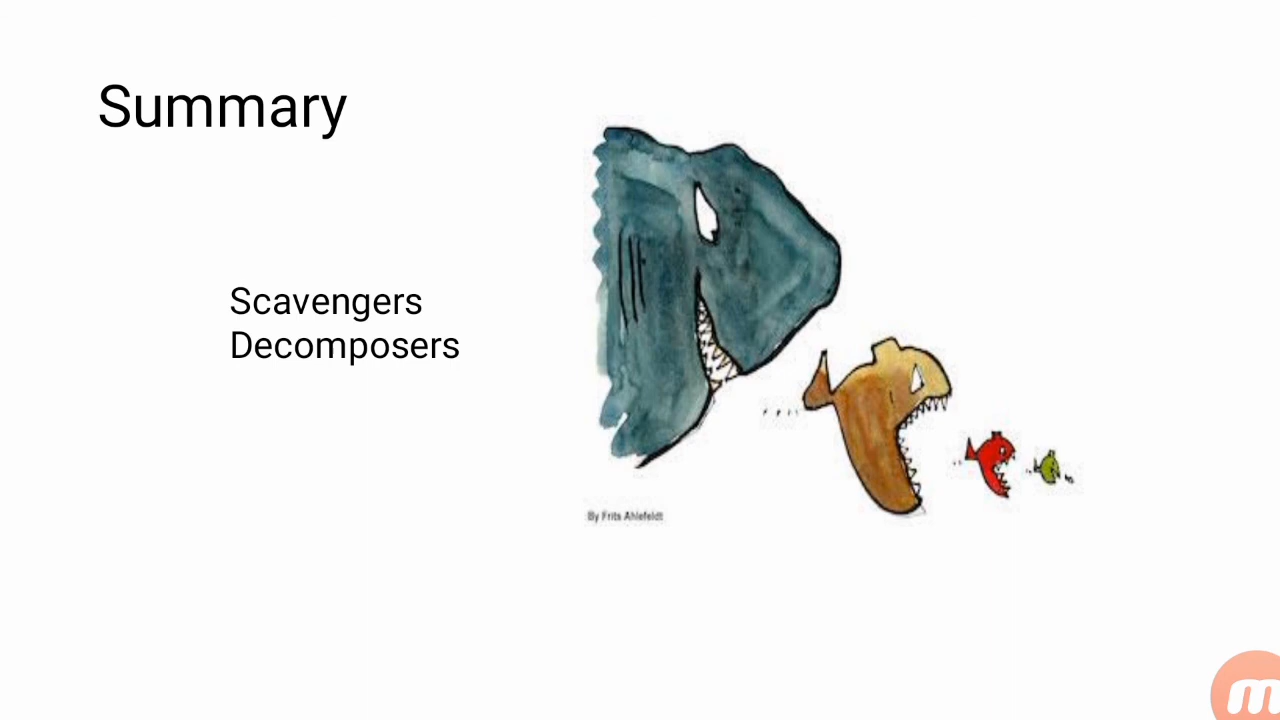 Summary
Scavengers
Decomposers
By Frits Ahlefeldt
m